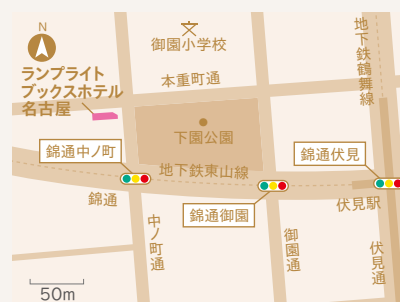 N
御園小学校
地下鉄鶴舞線
ランプライト
ブックスホテル
名古屋
本重町通
下園公園
錦通中ノ町
地下鉄東山線
錦通伏見
錦通
錦通御園
伏見駅
中ノ町通
御園通
伏見通
50m